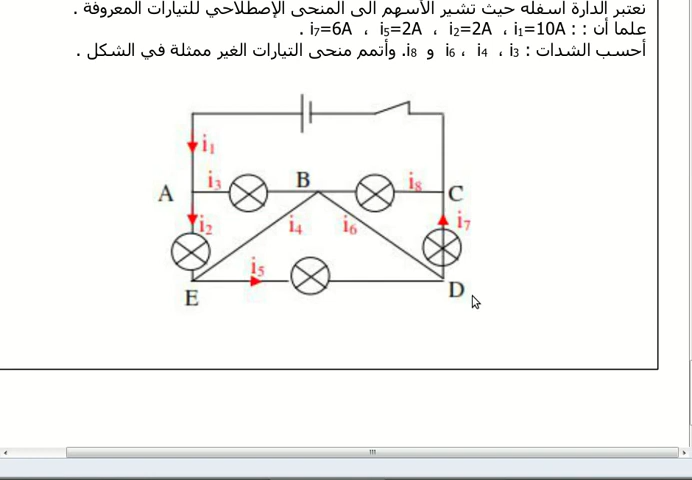 نعتبر الدارة أسفله حيث تشير الأسهم الى المنحى الإصطلاحي للتيارات المعروفة .
علما أن : : i₁=10A ، i₂=2A ، i₅=2A ، i₇=6A .
أحسب الشدات : i₃ ، i₄ ، i₆ و i₈. وأتمم منحى التيارات الغير ممثلة في الشكل .
i₁
A i₃ B i₈ C
i₂ i₄ i₆ i₇
i₅
E D